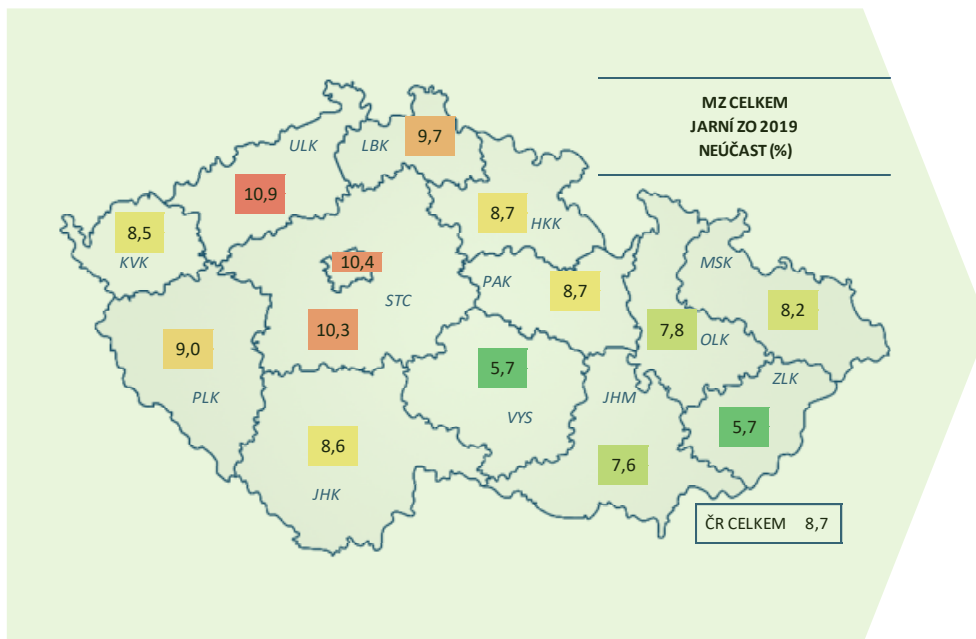 MZ CELKEM
JARNÍ ZO 2019
NEÚČAST (%)
ULK
LBK
9,7
10,9
8,7
HKK
8,5
KVK
10,4
STC
PAK
8,7
MSK
8,2
10,3
7,8
OLK
9,0
PLK
5,7
VYS
JHM
ZLK
5,7
8,6
JHK
7,6
ČR CELKEM 8,7